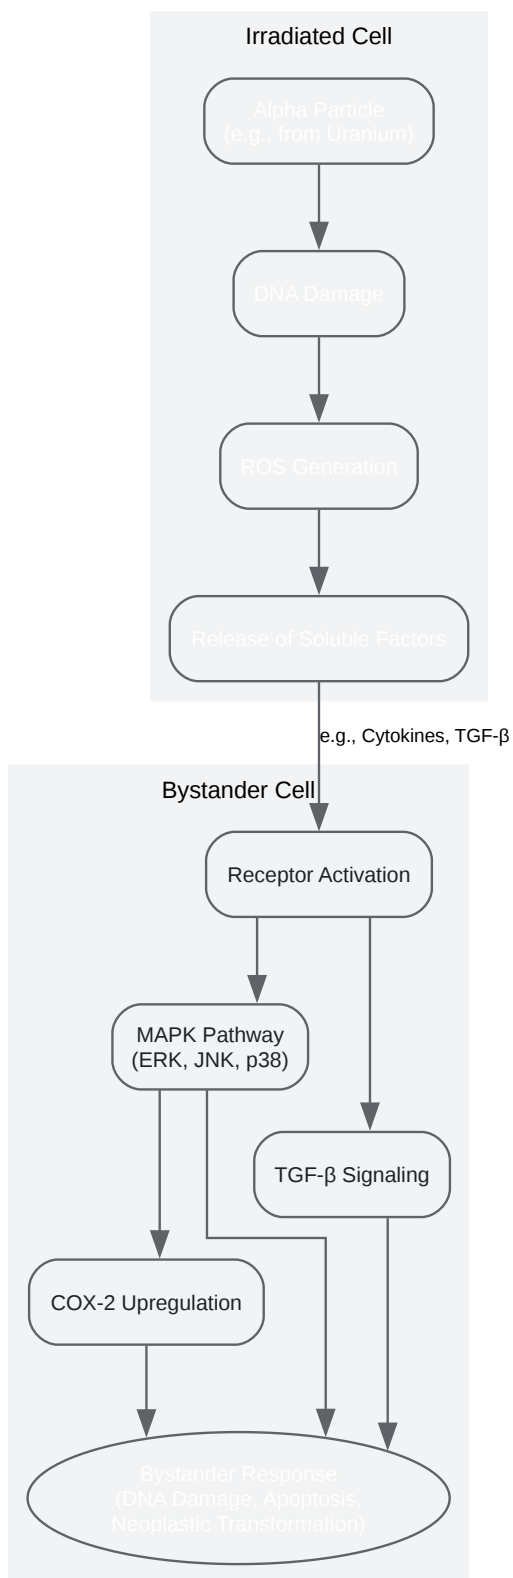 Irradiated Cell
Alpha Particle
(e.g., from Uranium)
DNA Damage
ROS Generation
Release of Soluble Factors
e.g., Cytokines, TGF-β
Bystander Cell
Receptor Activation
MAPK Pathway
(ERK, JNK, p38)
TGF-β Signaling
COX-2 Upregulation
Bystander Response
(DNA Damage, Apoptosis,
Neoplastic Transformation)